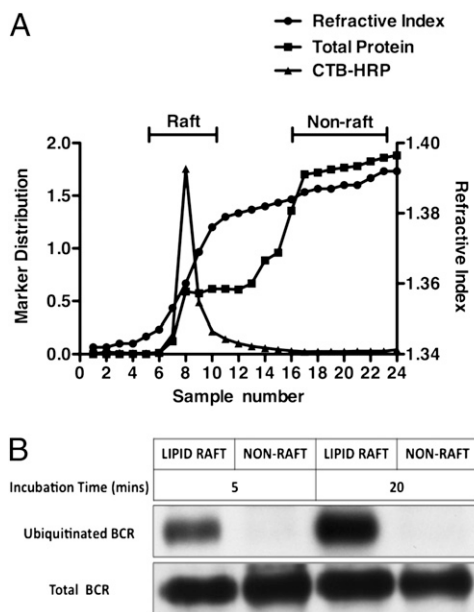 A
Refractive Index
Total Protein
CTB-HRP
Raft
Non-raft
2.0
1.5
1.0
0.5
0.0
Marker Distribution
1.40
1.38
1.36
1.34
Refractive Index
0 2 4 6 8 10 12 14 16 18 20 22 24
Sample number
B
LIPID RAFT NON-RAFT LIPID RAFT NON-RAFT
Incubation Time (mins) 5 20
Ubiquitinated BCR
Total BCR